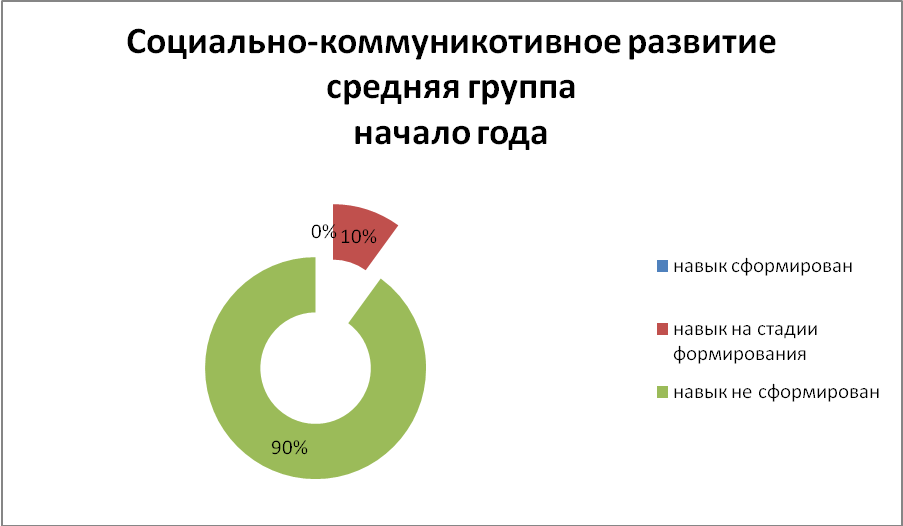 Социально-коммуникотивное развитие
средняя группа
начало года
0%
10%
90%
навык сформирован
навык на стадии
формирования
навык не сформирован